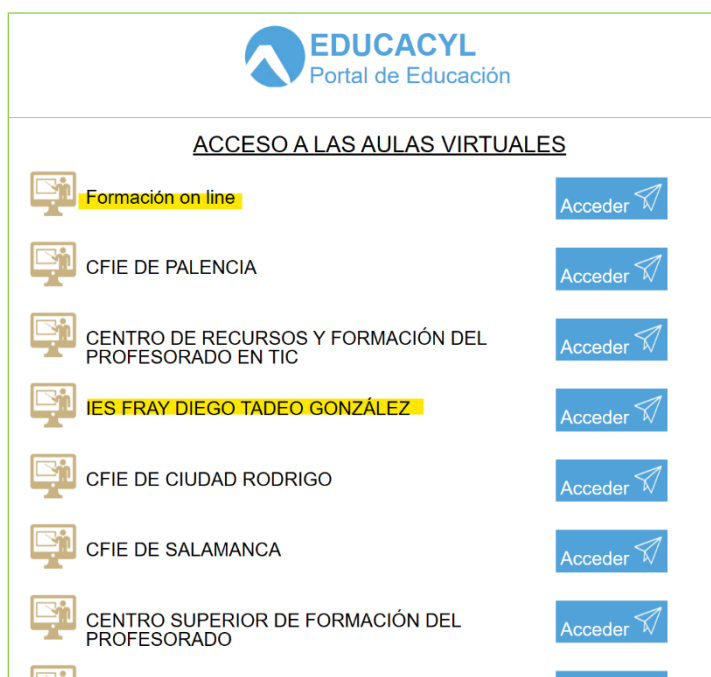 EDUCACYL
Portal de Educación
ACCESO A LAS AULAS VIRTUALES
Formación on line
Acceder
CFIE DE PALENCIA
Acceder
CENTRO DE RECURSOS Y FORMACIÓN DEL
PROFESORADO EN TIC
Acceder
IES FRAY DIEGO TADEO GONZÁLEZ
Acceder
CFIE DE CIUDAD RODRIGO
Acceder
CFIE DE SALAMANCA
Acceder
CENTRO SUPERIOR DE FORMACIÓN DEL
PROFESORADO
Acceder